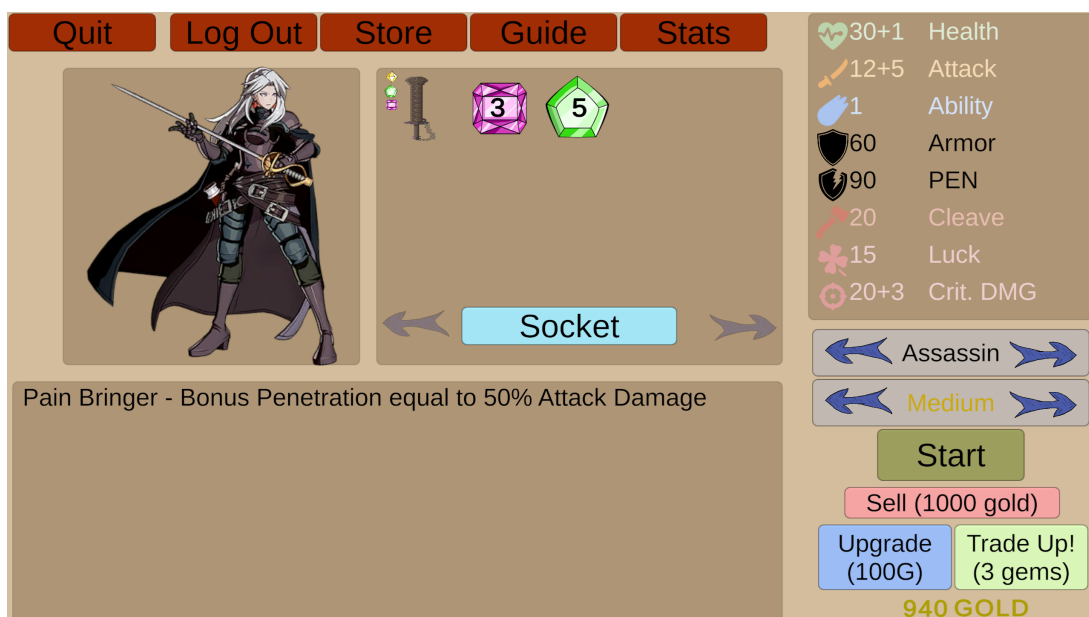 Quit Log Out Store Guide Stats
30+1 Health
12+5 Attack
1 Ability
60 Armor
90 PEN
20 Cleave
15 Luck
20+3 Crit. DMG
3 5
Socket
Assassin
Medium
Pain Bringer - Bonus Penetration equal to 50% Attack Damage
Start
Sell (1000 gold)
Upgrade
(100G)
Trade Up!
(3 gems)
940 GOLD